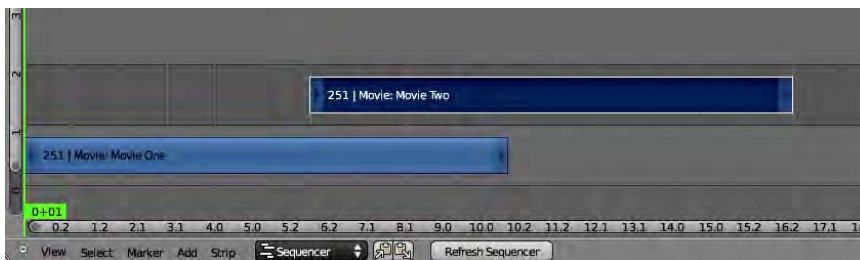 3
2
251 | Movie: Movie Two
1
251 | Movie: Movie One
0
0+01
0.2 1.2 2.1 3.1 4.0 5.0 5.2 6.2 7.1 8.1 9.0 10.0 10.2 11.2 12.1 13.1 14.0 15.0 15.2 16.2 17.1
View Select Marker Add Strip Sequencer Refresh Sequencer